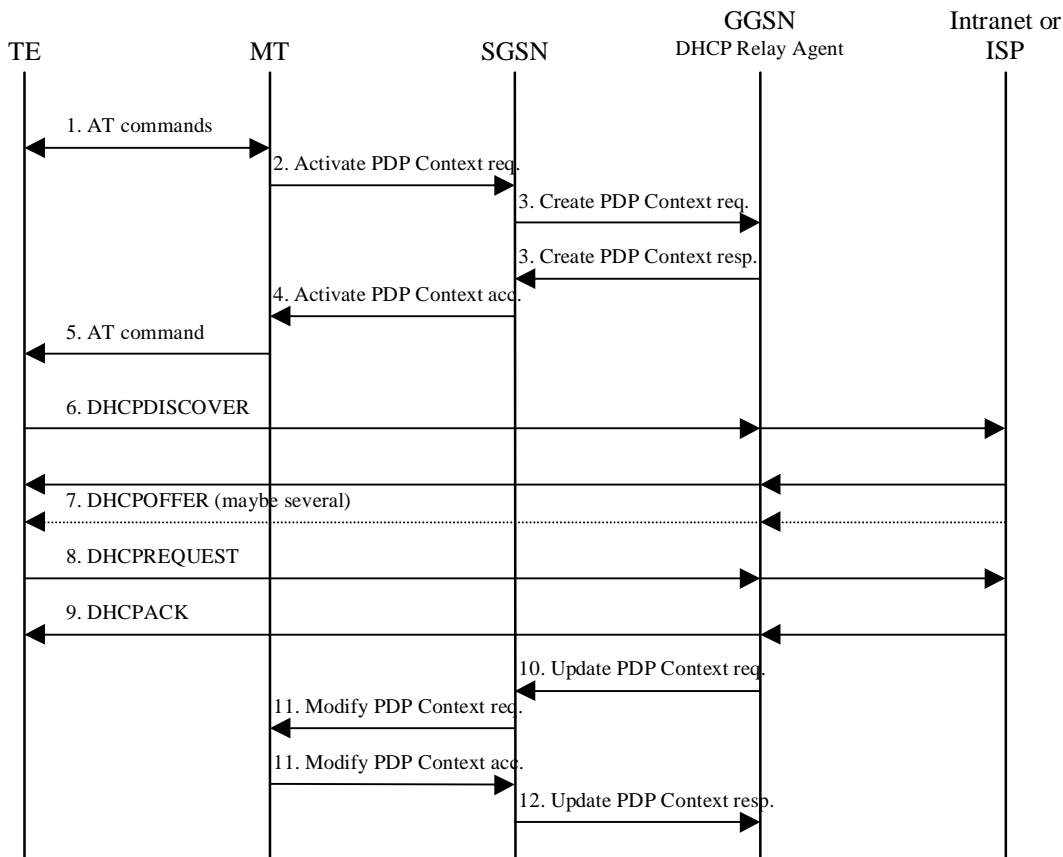 GGSN
Intranet or
TE
MT
SGSN
DHCP Relay Agent
ISP
1. AT commands
2. Activate PDP Context req.
3. Create PDP Context req.
3. Create PDP Context resp.
4. Activate PDP Context acc.
5. AT command
6. DHCPDISCOVER
7. DHCPOFFER (maybe several)
8. DHCPREQUEST
9. DHCPACK
10. Update PDP Context req.
11. Modify PDP Context req.
11. Modify PDP Context acc.
12. Update PDP Context resp.